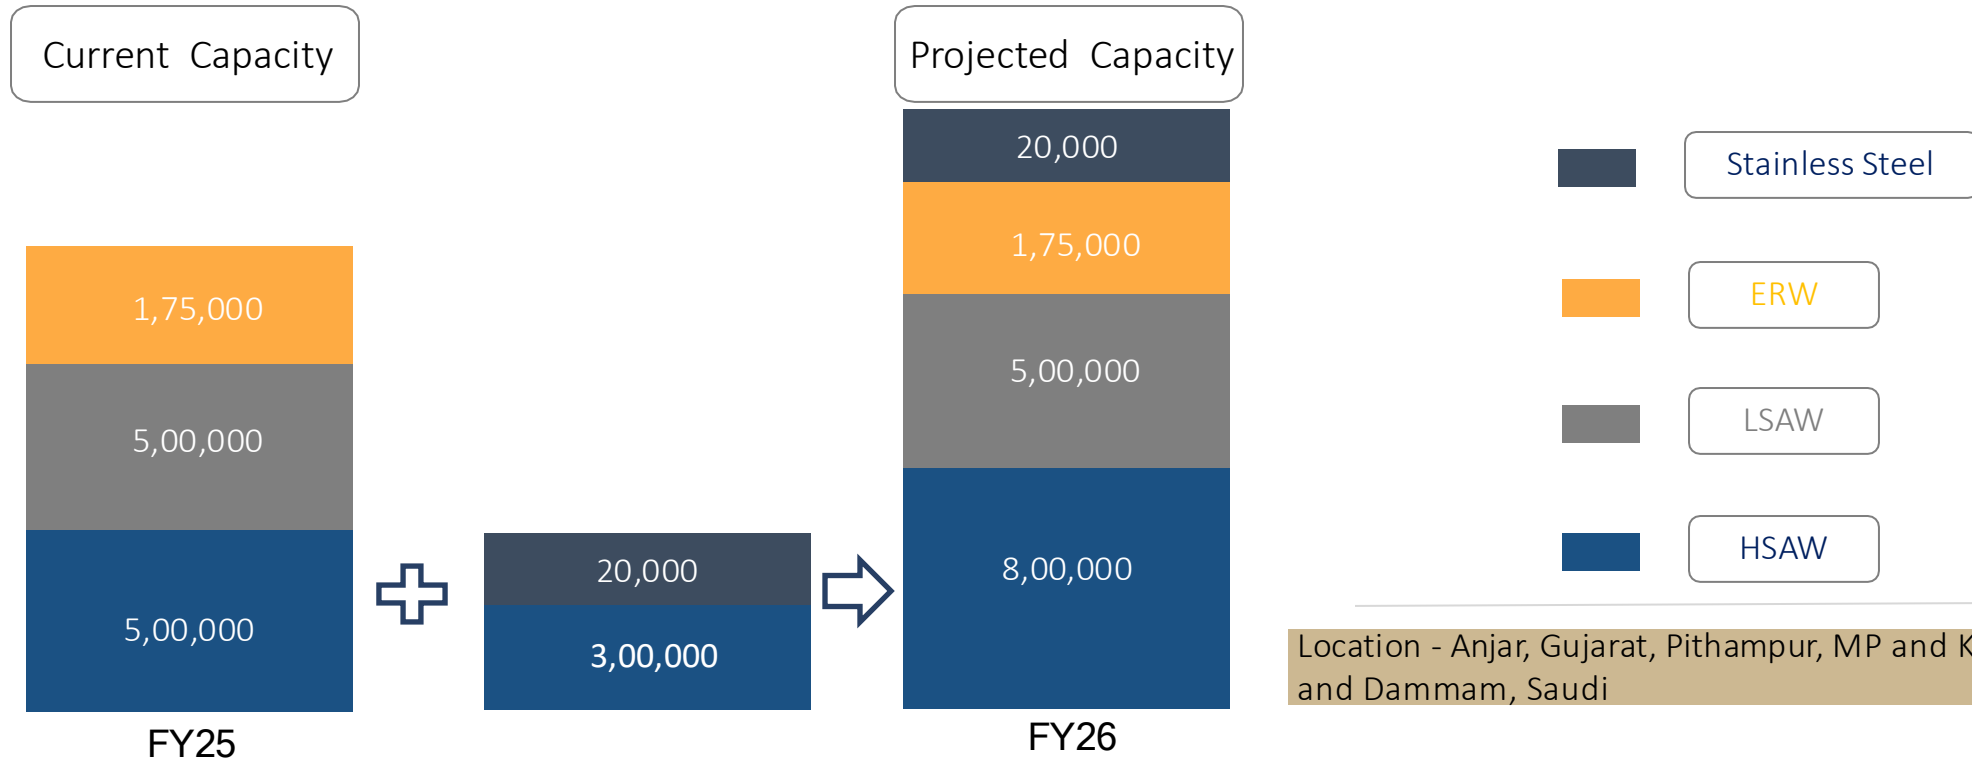 Current Capacity
Projected Capacity
20,000
1,75,000
5,00,000
8,00,000
1,75,000
5,00,000
5,00,000
20,000
3,00,000
FY25
FY26
Stainless Steel
ERW
LSAW
HSAW
Location - Anjar, Gujarat, Pithampur, MP and
and Dammam, Saudi